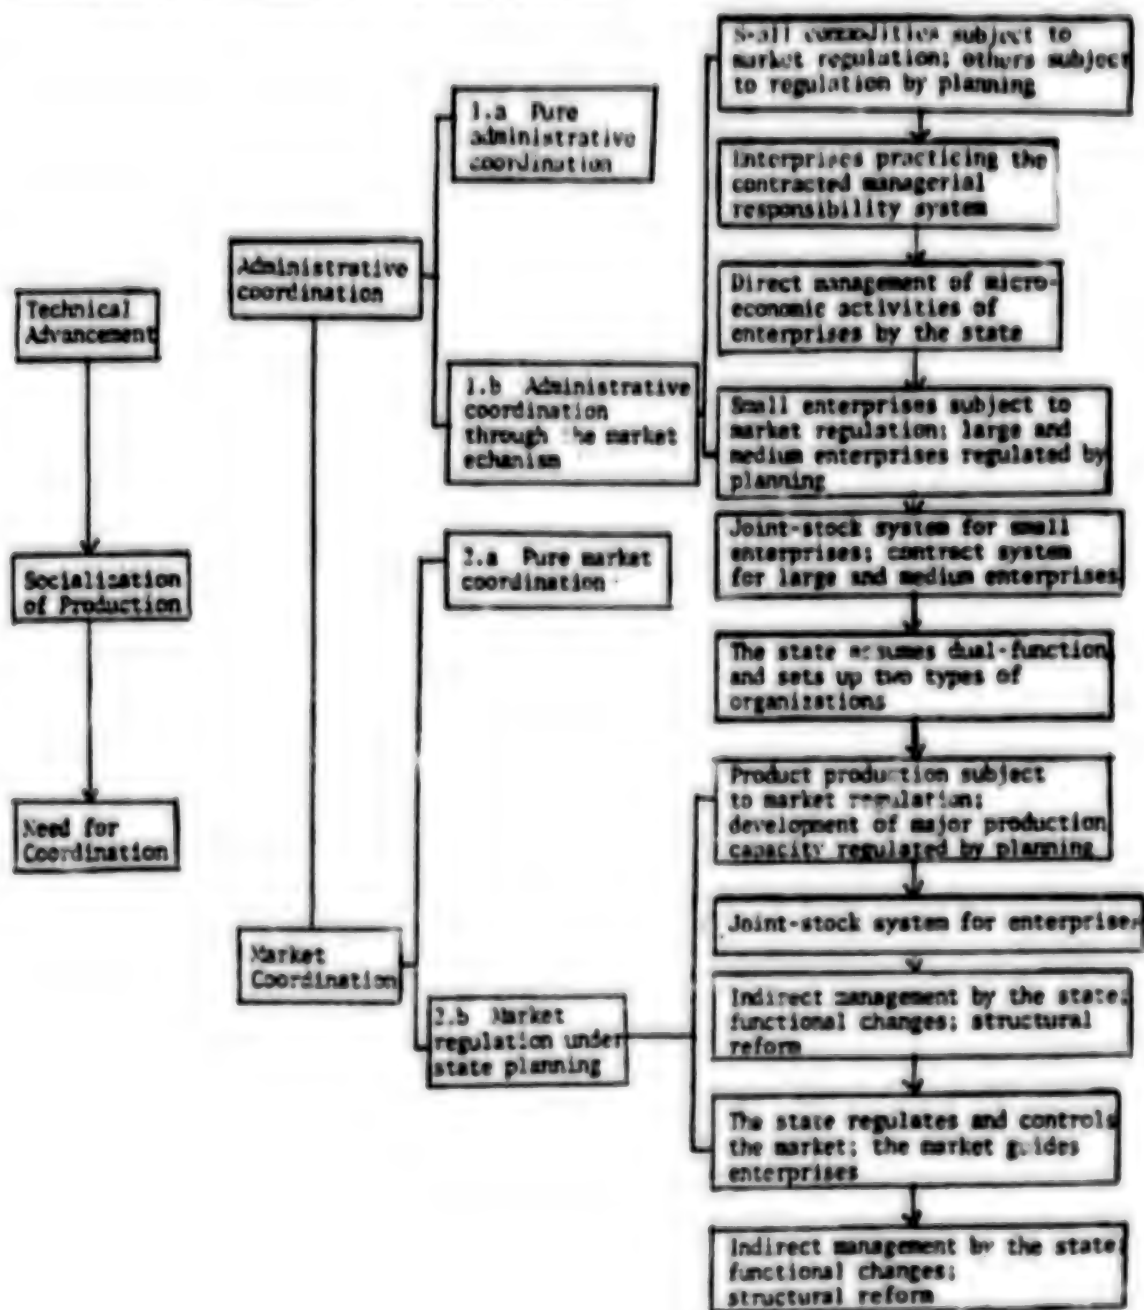 Technical
Advancement
Socialization
of Production
Need for
Coordination
Administrative
coordination
Market
Coordination
1.a Pure
administrative
coordination
1.b Administrative
coordination
through the market
echanism
2.a Pure market
coordination
2.b Market
regulation under
state planning
Small commodities subject to
market regulation; others subject
to regulation by planning
Enterprises practicing the
contracted managerial
responsibility system
Direct management of micro-
economic activities of
enterprises by the state
Small enterprises subject to
market regulation; large and
medium enterprises regulated by
planning
Joint-stock system for small
enterprises; contract system
for large and medium enterprises
The state assumes dual-function
and sets up two types of
organizations
Product production subject
to market regulation;
development of major production
capacity regulated by planning
Joint-stock system for enterprises
Indirect management by the state;
functional changes; structural
reform
The state regulates and controls
the market; the market guides
enterprises
Indirect management by the state;
functional changes;
structural reform